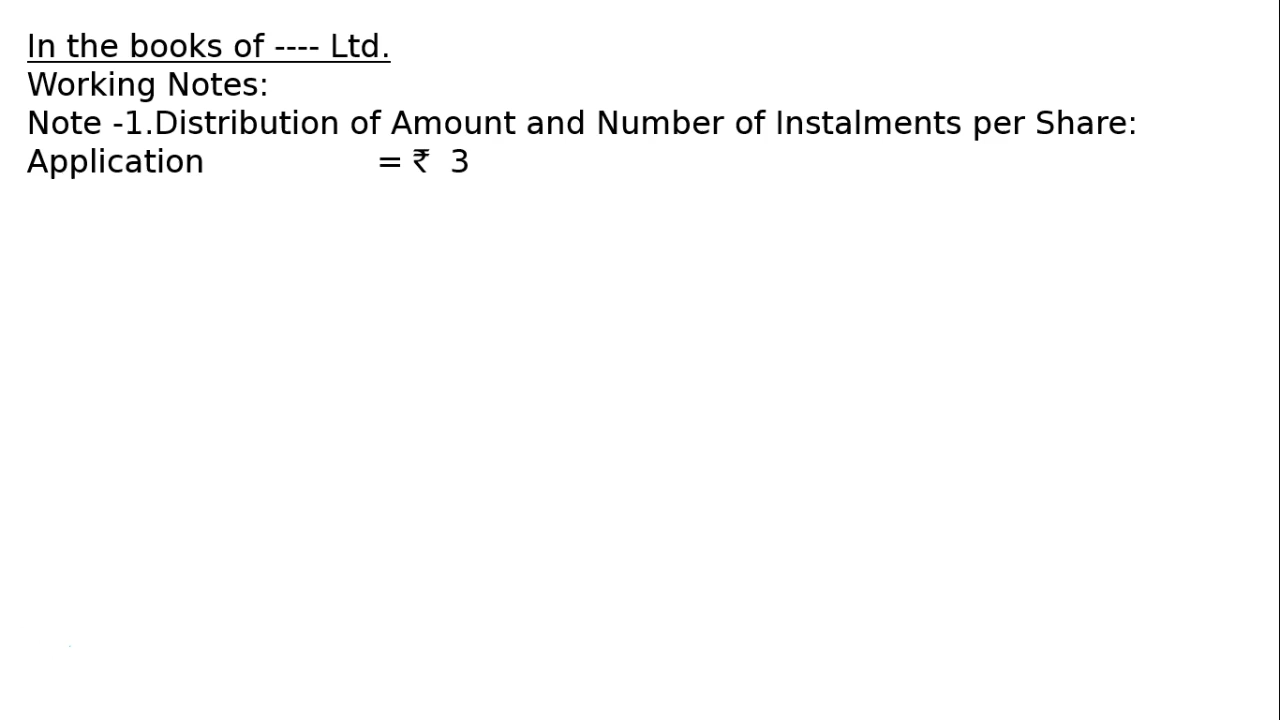 In the books of ---- Ltd.
Working Notes:
Note -1.Distribution of Amount and Number of Instalments per Share:
Application = ₹ 3